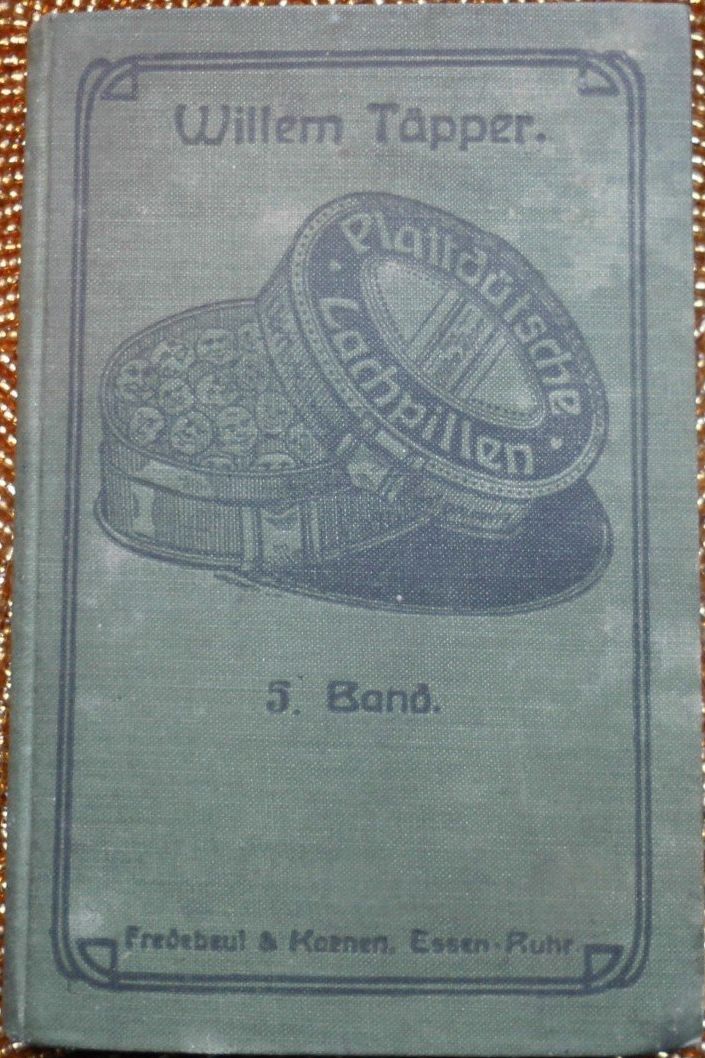 Willem Täpper.
Plattdütsche
Lachpillen
5. Band.
Fredebeul & Koenen, Essen-Ruhr